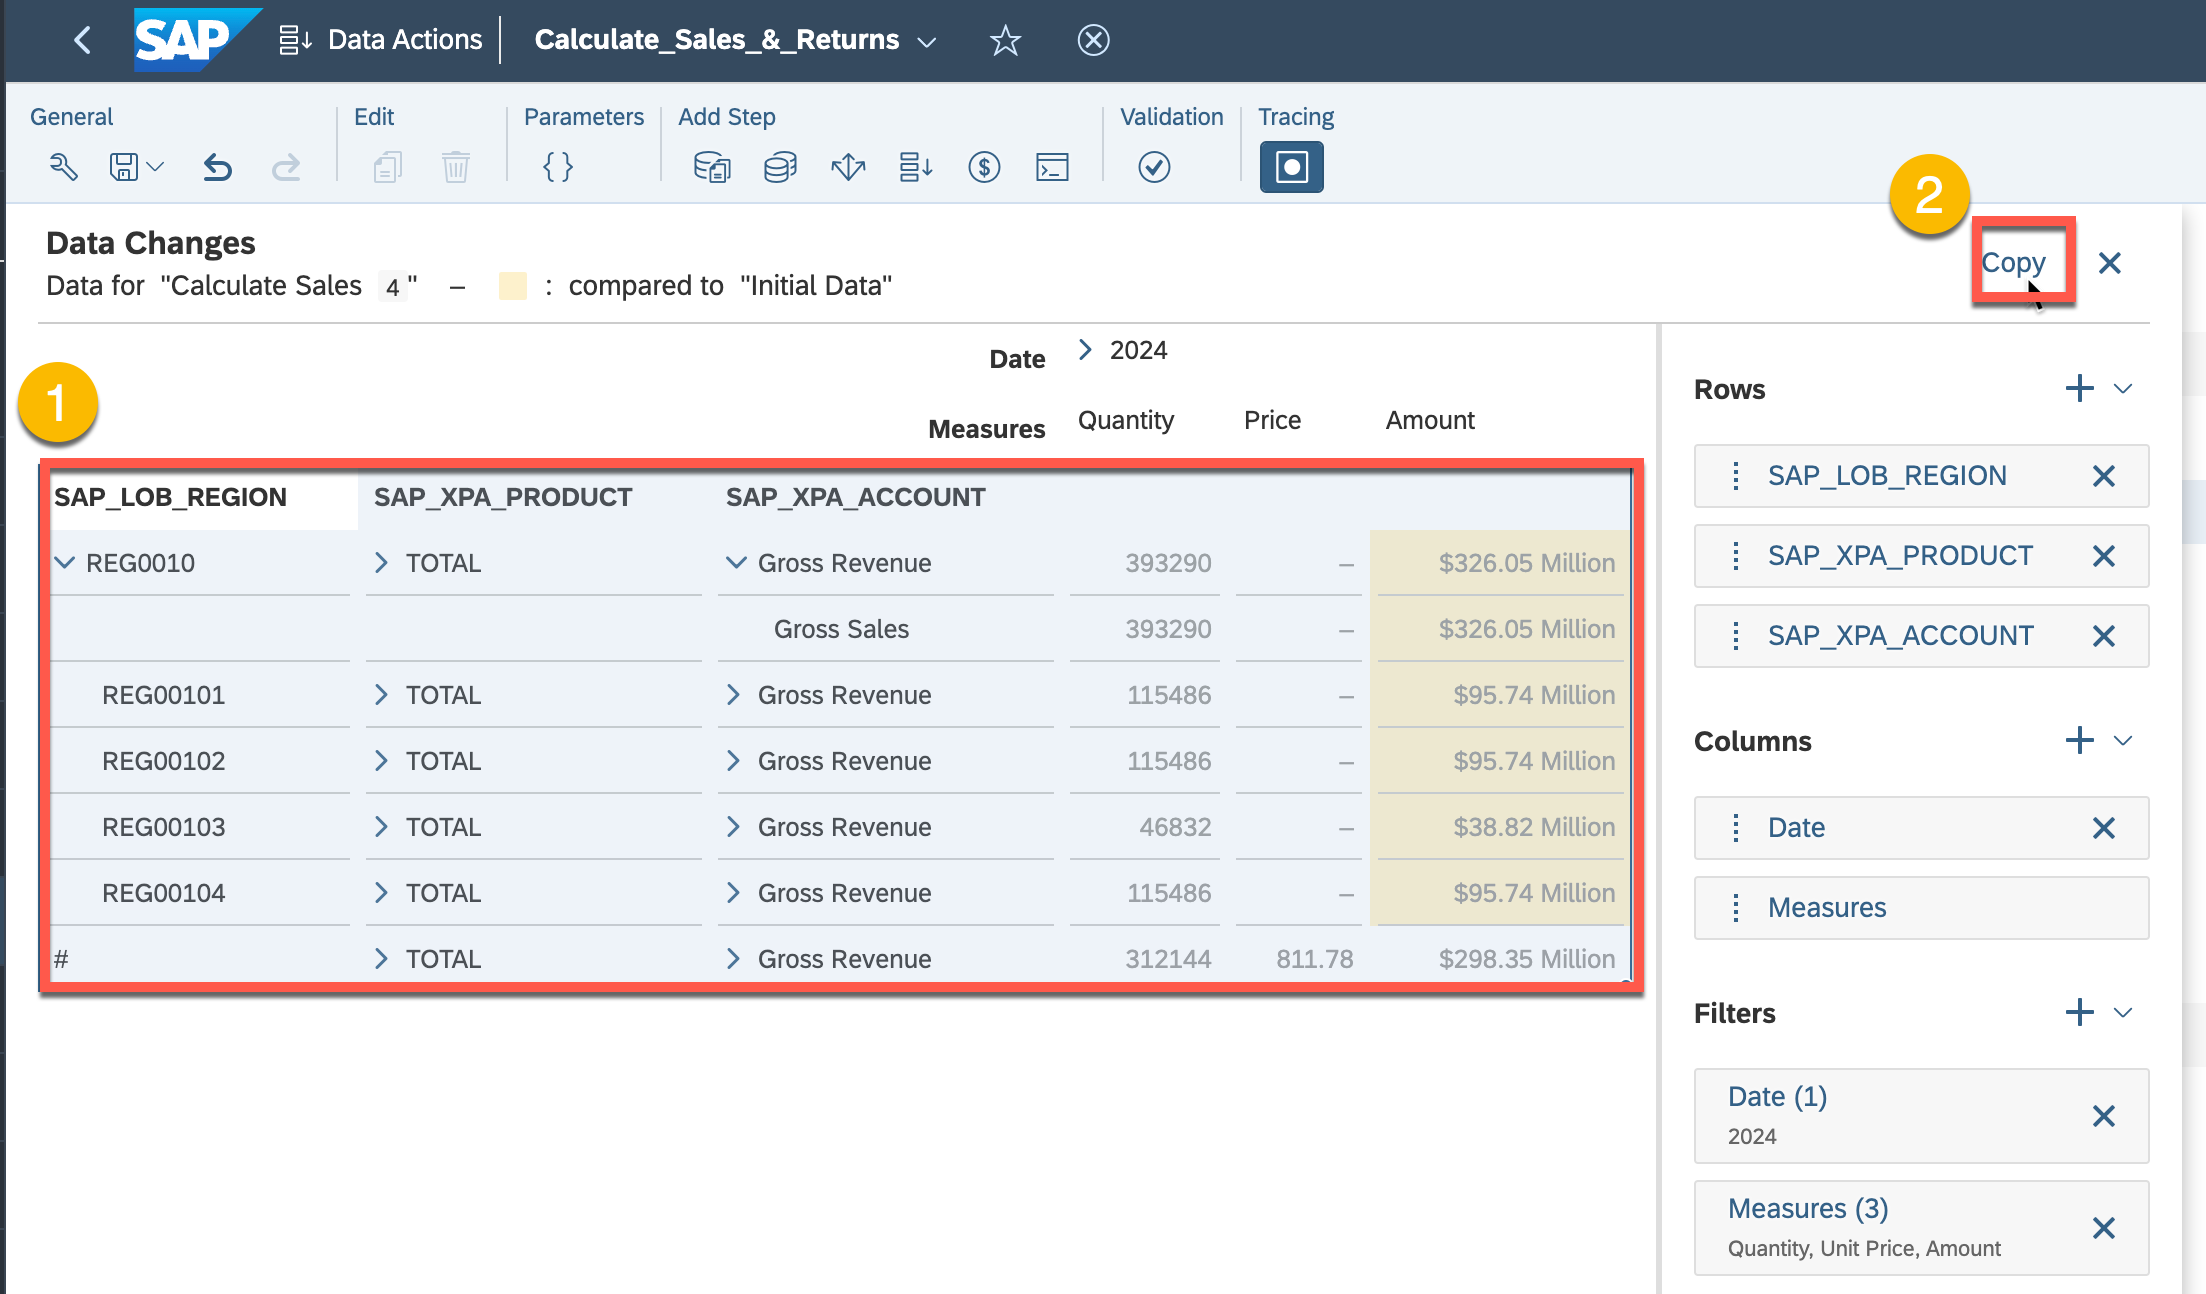 SAP Data Actions Calculate_Sales_&_Returns
General Edit Parameters Add Step Validation Tracing
{ } $
2
Data Changes
Copy
Data for "Calculate Sales 4" – : compared to "Initial Data"
1
Date 2024
Measures Quantity Price Amount
SAP_LOB_REGION SAP_XPA_PRODUCT SAP_XPA_ACCOUNT
REG0010 TOTAL Gross Revenue 393290 – $326.05 Million
Gross Sales 393290 – $326.05 Million
REG00101 TOTAL Gross Revenue 115486 – $95.74 Million
REG00102 TOTAL Gross Revenue 115486 – $95.74 Million
REG00103 TOTAL Gross Revenue 46832 – $38.82 Million
REG00104 TOTAL Gross Revenue 115486 – $95.74 Million
# TOTAL Gross Revenue 312144 811.78 $298.35 Million
Rows
SAP_LOB_REGION
SAP_XPA_PRODUCT
SAP_XPA_ACCOUNT
Columns
Date
Measures
Filters
Date (1)
2024
Measures (3)
Quantity, Unit Price, Amount